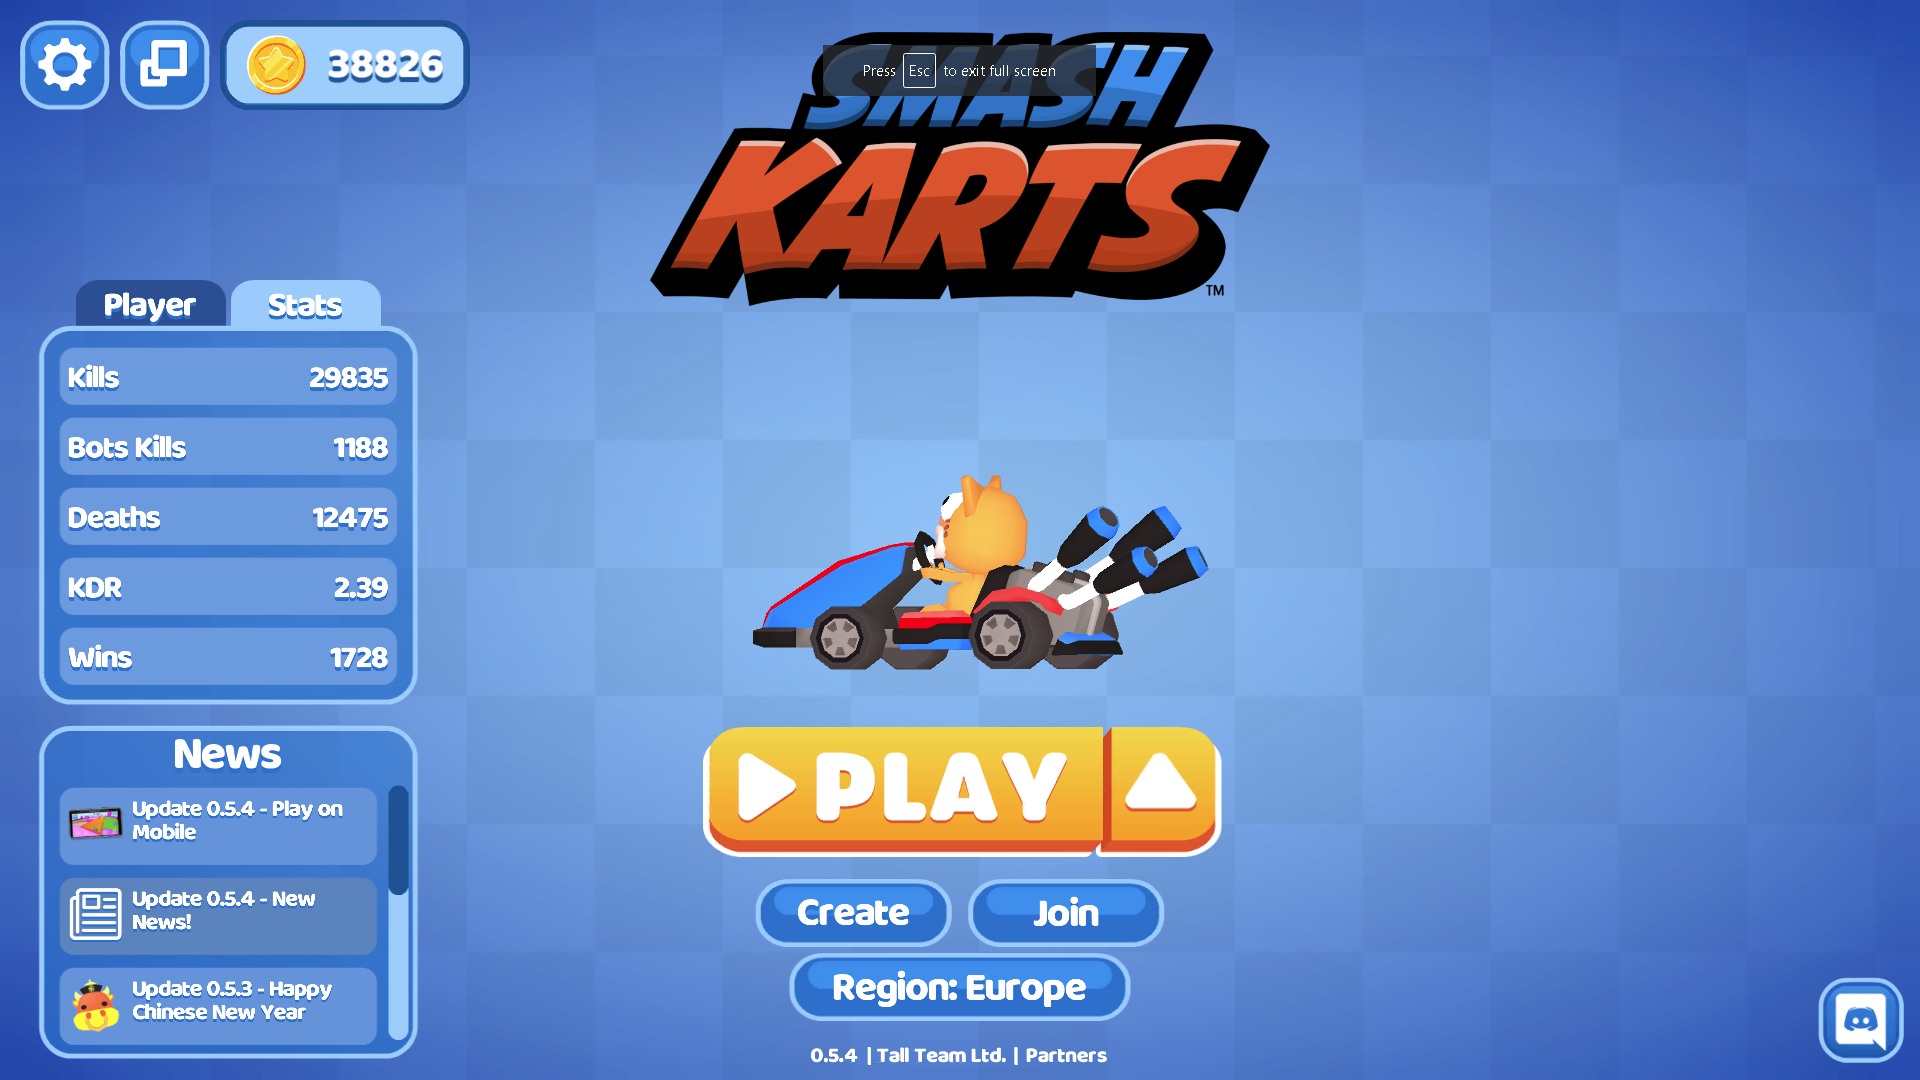 38826
Press Esc to exit full screen
SMASH
KARTS
TM
Player
Stats
Kills 29835
Bots Kills 1188
Deaths 12475
KDR 2.39
Wins 1728
News
Update 0.5.4 - Play on
Mobile
Update 0.5.4 - New
News!
Update 0.5.3 - Happy
Chinese New Year
PLAY
Create
Join
Region: Europe
0.5.4 | Tall Team Ltd. | Partners